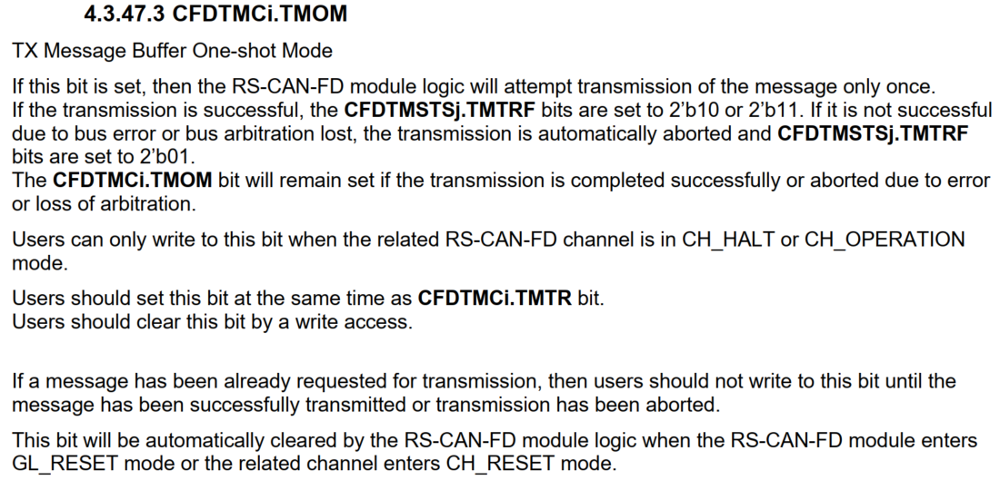 4.3.47.3 CFDTMCi.TMOM
TX Message Buffer One-shot Mode
If this bit is set, then the RS-CAN-FD module logic will attempt transmission of the message only once.
If the transmission is successful, the CFDTMSTSj.TMTRF bits are set to 2’b10 or 2’b11. If it is not successful
due to bus error or bus arbitration lost, the transmission is automatically aborted and CFDTMSTSj.TMTRF
bits are set to 2’b01.
The CFDTMCi.TMOM bit will remain set if the transmission is completed successfully or aborted due to error
or loss of arbitration.
Users can only write to this bit when the related RS-CAN-FD channel is in CH_HALT or CH_OPERATION
mode.
Users should set this bit at the same time as CFDTMCi.TMTR bit.
Users should clear this bit by a write access.
If a message has been already requested for transmission, then users should not write to this bit until the
message has been successfully transmitted or transmission has been aborted.
This bit will be automatically cleared by the RS-CAN-FD module logic when the RS-CAN-FD module enters
GL_RESET mode or the related channel enters CH_RESET mode.